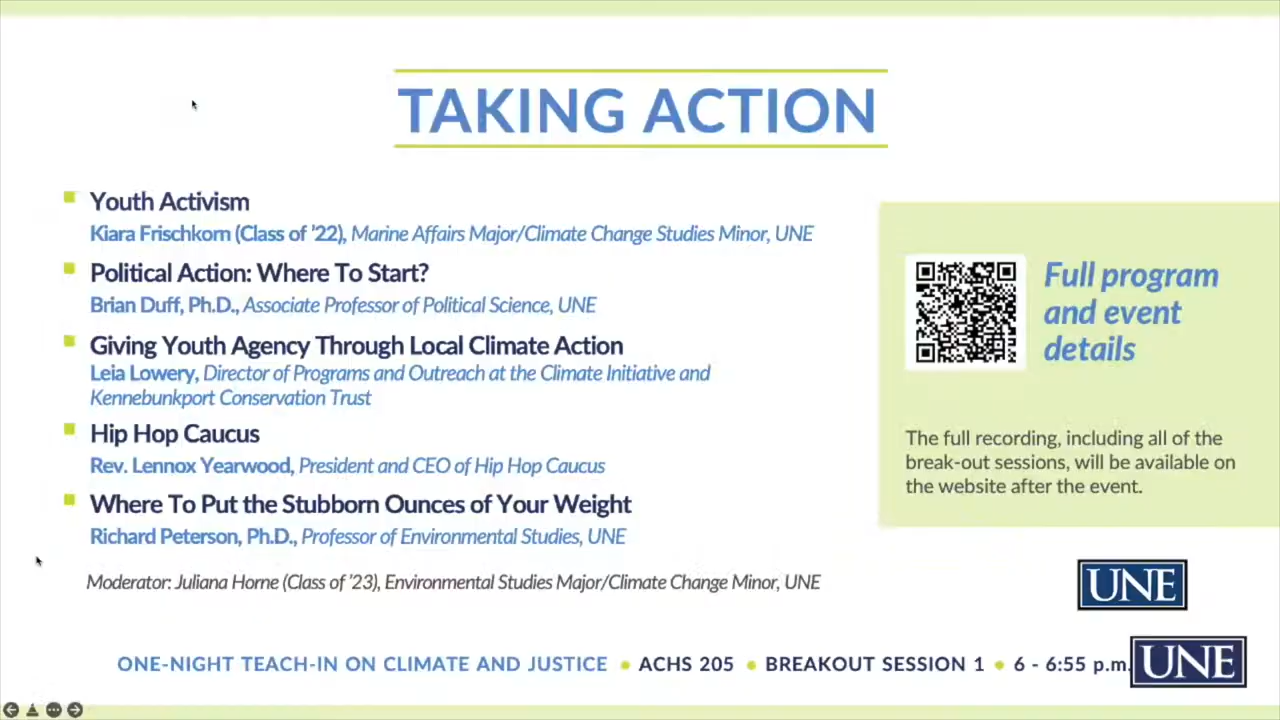 TAKING ACTION
Youth Activism
Kiara Frischkorn (Class of '22), Marine Affairs Major/Climate Change Studies Minor, UNE
Political Action: Where To Start?
Brian Duff, Ph.D., Associate Professor of Political Science, UNE
Giving Youth Agency Through Local Climate Action
Leia Lowery, Director of Programs and Outreach at the Climate Initiative and
Kennebunkport Conservation Trust
Hip Hop Caucus
Rev. Lennox Yearwood, President and CEO of Hip Hop Caucus
Where To Put the Stubborn Ounces of Your Weight
Richard Peterson, Ph.D., Professor of Environmental Studies, UNE
Moderator: Juliana Horne (Class of '23), Environmental Studies Major/Climate Change Minor, UNE
Full program
and event
details
The full recording, including all of the
break-out sessions, will be available on
the website after the event.
UNE
ONE-NIGHT TEACH-IN ON CLIMATE AND JUSTICE • ACHS 205 • BREAKOUT SESSION 1 • 6 - 6:55 p.m.
UNE